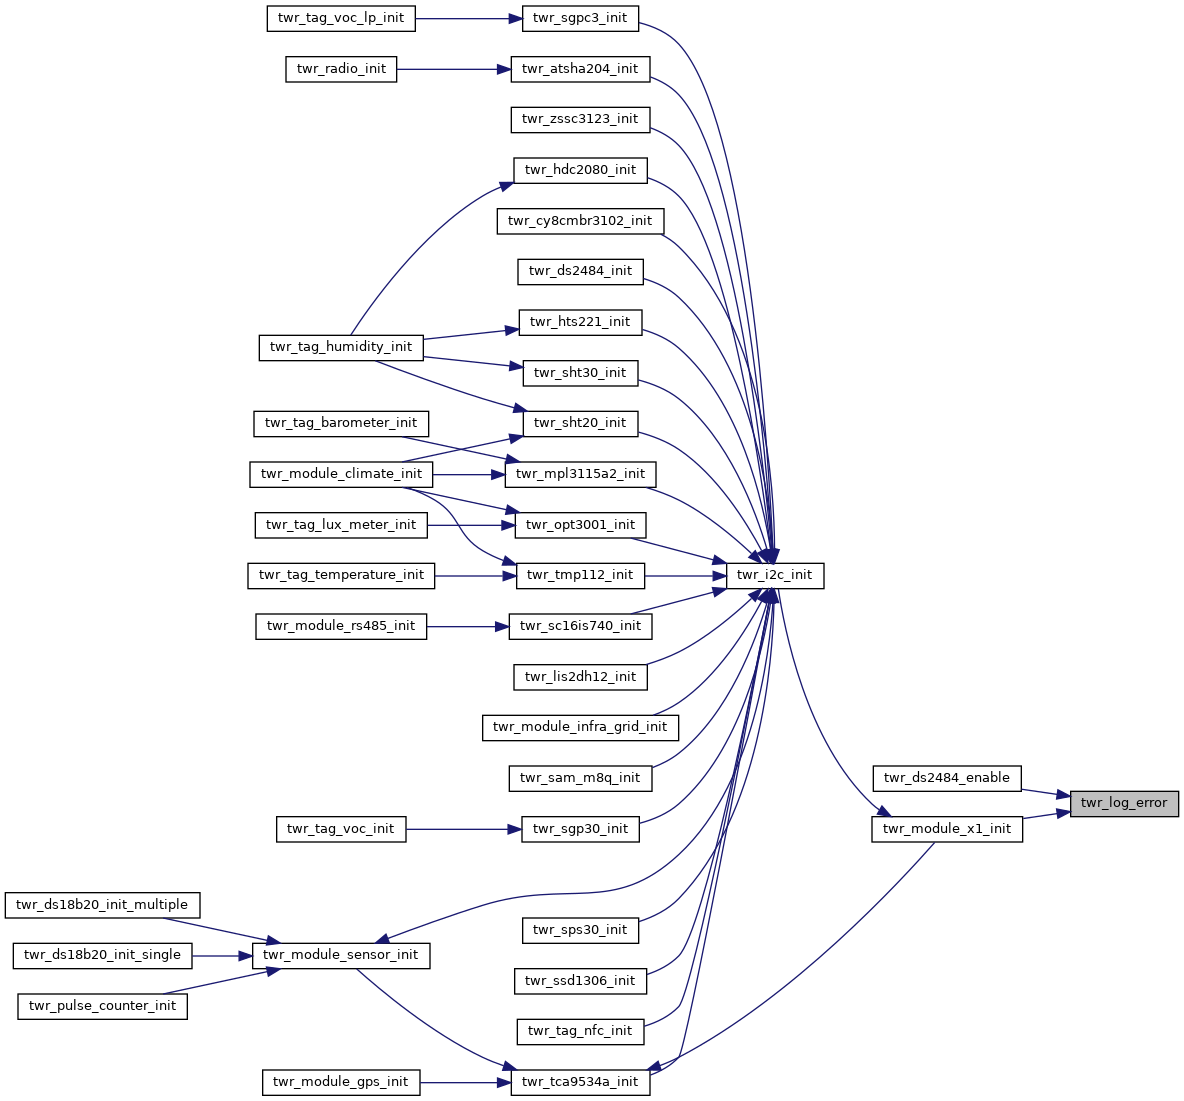 twr_tag_voc_lp_init
twr_sgpc3_init
twr_radio_init
twr_atsha204_init
twr_zssc3123_init
twr_hdc2080_init
twr_cy8cmbr3102_init
twr_ds2484_init
twr_hts221_init
twr_tag_humidity_init
twr_sht30_init
twr_tag_barometer_init
twr_sht20_init
twr_module_climate_init
twr_mpl3115a2_init
twr_tag_lux_meter_init
twr_opt3001_init
twr_tag_temperature_init
twr_tmp112_init
twr_i2c_init
twr_module_rs485_init
twr_sc16is740_init
twr_lis2dh12_init
twr_module_infra_grid_init
twr_sam_m8q_init
twr_ds2484_enable
twr_log_error
twr_tag_voc_init
twr_sgp30_init
twr_module_x1_init
twr_ds18b20_init_multiple
twr_sps30_init
twr_ds18b20_init_single
twr_module_sensor_init
twr_ssd1306_init
twr_pulse_counter_init
twr_tag_nfc_init
twr_module_gps_init
twr_tca9534a_init